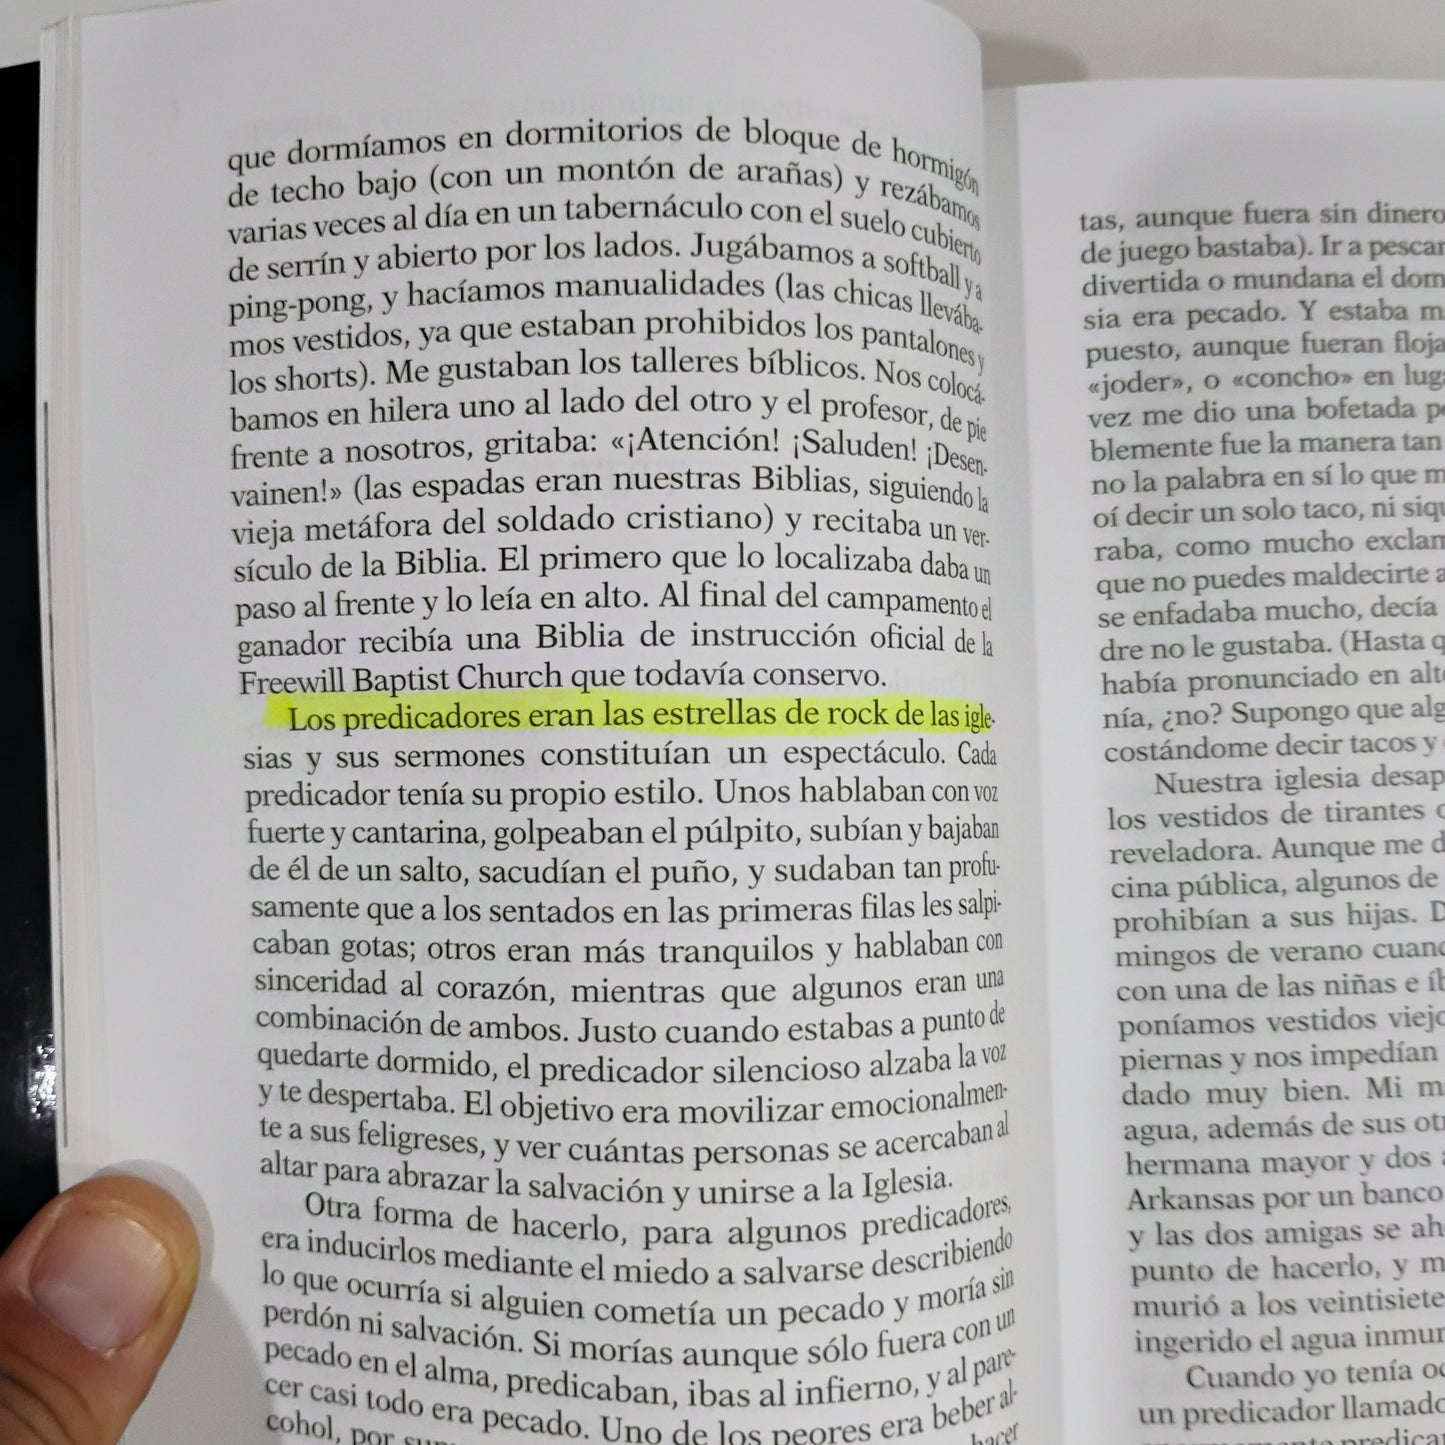 que dormíamos en dormitorios de bloque de hormigón
de techo bajo (con un montón de arañas) y rezábamos
varias veces al día en un tabernáculo con el suelo cubierto
de serrín y abierto por los lados. Jugábamos a softball y a
ping-pong, y hacíamos manualidades (las chicas llevába-
mos vestidos, ya que estaban prohibidos los pantalones y
los shorts). Me gustaban los talleres bíblicos. Nos colocá-
bamos en hilera uno al lado del otro y el profesor, de pie
frente a nosotros, gritaba: «¡Atención! ¡Saluden! ¡Desen-
vainen!» (las espadas eran nuestras Biblias, siguiendo la
vieja metáfora del soldado cristiano) y recitaba un ver-
sículo de la Biblia. El primero que lo localizaba daba un
paso al frente y lo leía en alto. Al final del campamento el
ganador recibía una Biblia de instrucción oficial de la
Freewill Baptist Church que todavía conservo.
Los predicadores eran las estrellas de rock de las igle-
sias y sus sermones constituían un espectáculo. Cada
predicador tenía su propio estilo. Unos hablaban con voz
fuerte y cantarina, golpeaban el púlpito, subían y bajaban
de él de un salto, sacudían el puño, y sudaban tan profu-
samente que a los sentados en las primeras filas les salpi-
caban gotas; otros eran más tranquilos y hablaban con
sinceridad al corazón, mientras que algunos eran una
combinación de ambos. Justo cuando estabas a punto de
quedarte dormido, el predicador silencioso alzaba la voz
y te despertaba. El objetivo era movilizar emocionalmen-
te a sus feligreses, y ver cuántas personas se acercaban al
altar para abrazar la salvación y unirse a la Iglesia.
Otra forma de hacerlo, para algunos predicadores,
era inducirlos mediante el miedo a salvarse describiendo
lo que ocurría si alguien cometía un pecado y moría sin
perdón ni salvación. Si morías aunque sólo fuera con un
pecado en el alma, predicaban, ibas al infierno, y al pare-
cer casi todo era pecado. Uno de los peores era beber al-
cohol, por
hacer
tas, aunque fuera sin dinero
de juego bastaba). Ir a pescar
divertida o mundana el dom
sia era pecado. Y estaba m
puesto, aunque fueran floja
«joder», o «concho» en lug
vez me dio una bofetada p
blemente fue la manera tan
no la palabra en sí lo que m
oí decir un solo taco, ni siq
raba, como mucho exclam
que no puedes maldecirte a
se enfadaba mucho, decía
dre no le gustaba. (Hasta q
había pronunciado en alt
nía, ¿no? Supongo que alg
costándome decir tacos y
Nuestra iglesia desap
los vestidos de tirantes
reveladora. Aunque me d
cina pública, algunos de
prohibían a sus hijas. D
mingos de verano cuand
con una de las niñas e íb
poníamos vestidos viejo
piernas y nos impedían
dado muy bien. Mi m
agua, además de sus ot
hermana mayor y dos
Arkansas por un banco
y las dos amigas se ah
punto de hacerlo, y m
murió a los veintisiete
ingerido el agua inmun
Cuando yo tenía oc
un predicador llamado